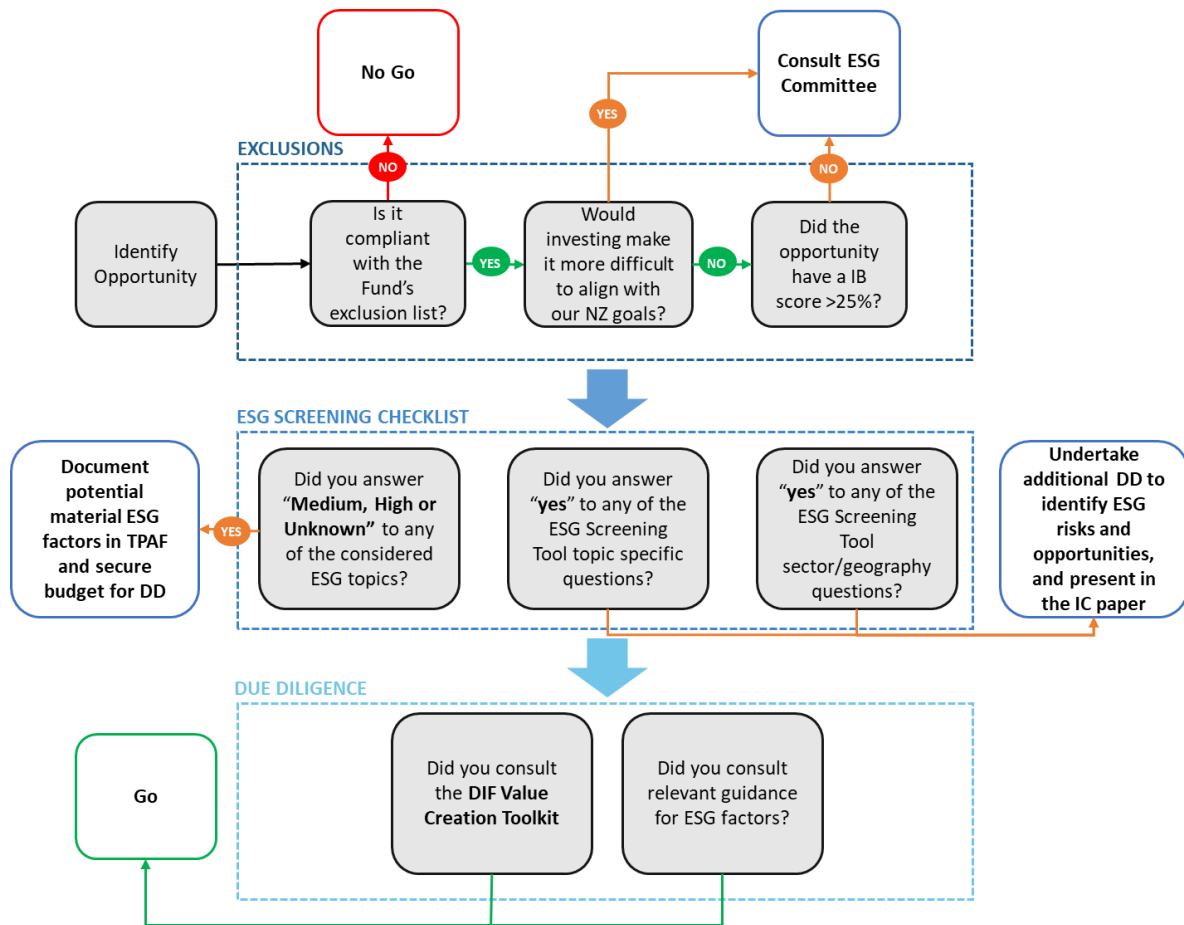 No Go
Consult ESG
Committee
YES
EXCLUSIONS
NO
NO
Identify
Opportunity
Is it
compliant
with the
Fund's
exclusion list?
YES
Would
investing make
it more difficult
to align with
our NZ goals?
NO
Did the
opportunity
have a IB
score >25%?
ESG SCREENING CHECKLIST
Document
potential
material ESG
factors in TPAF
and secure
budget for DD
YES
Did you answer
“Medium, High or
Unknown” to any
of the considered
ESG topics?
Did you answer
“yes” to any of the
ESG Screening
Tool topic specific
questions?
Did you answer
“yes” to any of the
ESG Screening
Tool
sector/geography
questions?
Undertake
additional DD to
identify ESG
risks and
opportunities,
and present in
the IC paper
DUE DILIGENCE
Go
Did you consult
the DIF Value
Creation Toolkit
Did you consult
relevant guidance
for ESG factors?